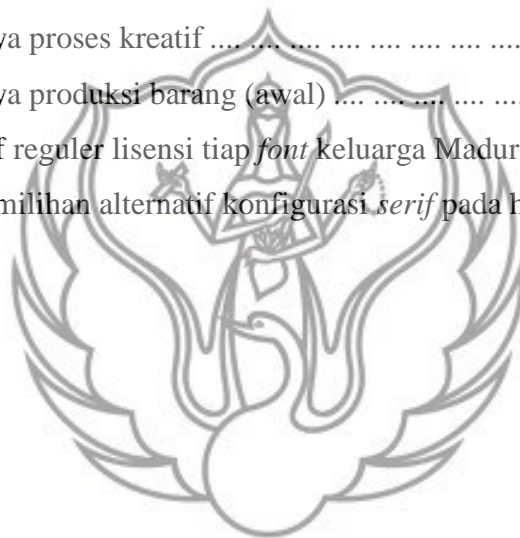 ya proses kreatif .... .... .... .... .... .... .... ....
ya produksi barang (awal) .... .... .... .... ....
f reguler lisensi tiap font keluarga Madur
milihan alternatif konfigurasi serif pada h